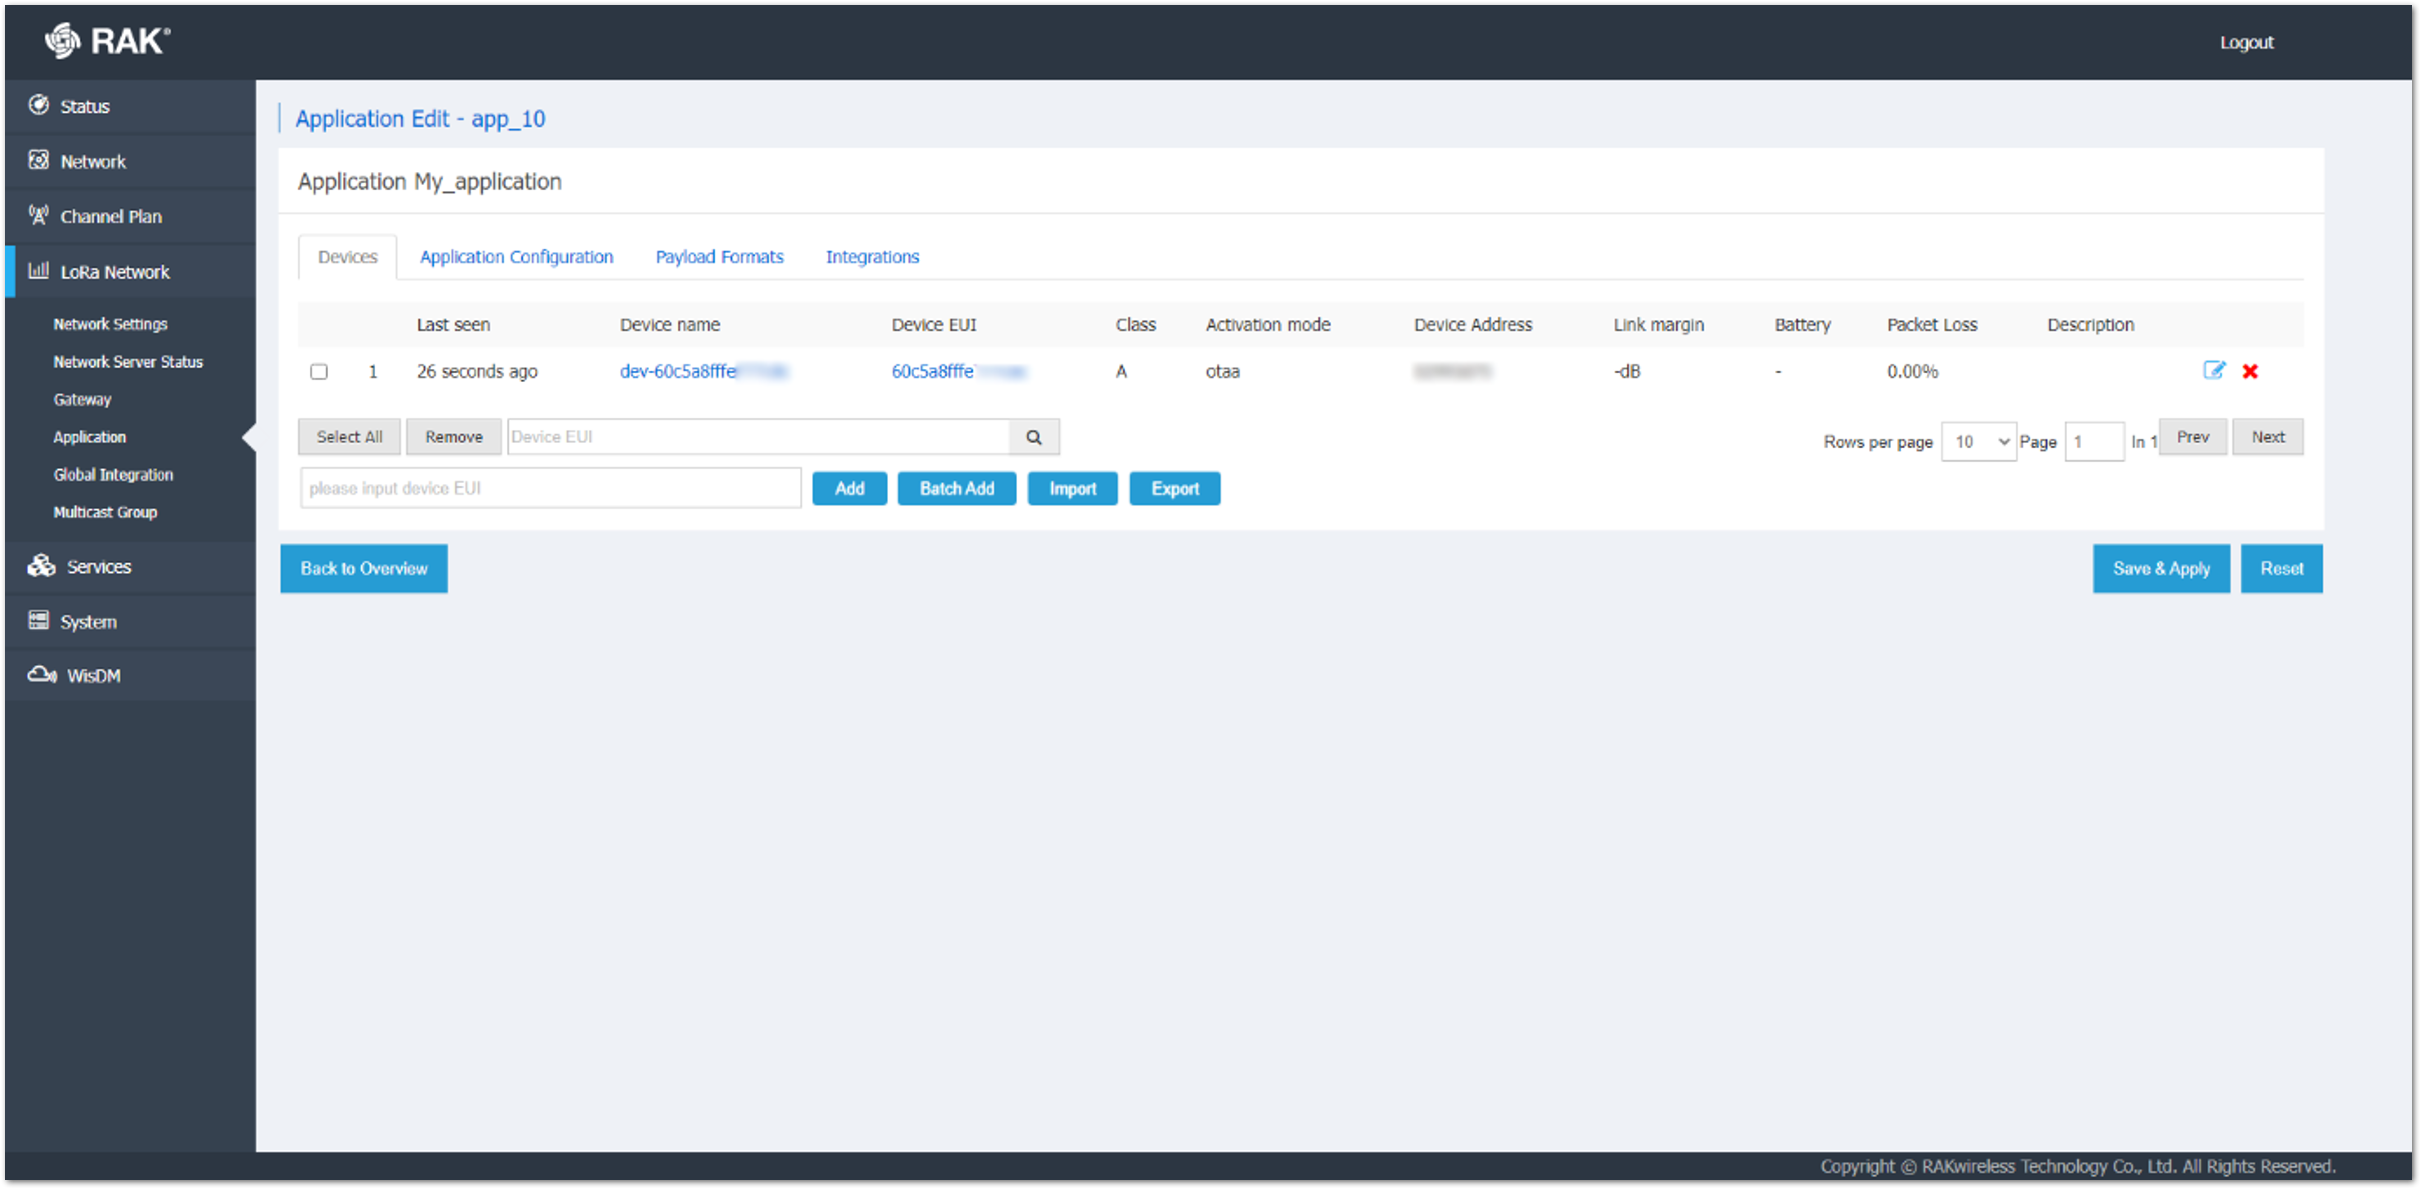 RAK®
Logout
Status
Network
Channel Plan
LoRa Network
Network Settings
Network Server Status
Gateway
Application
Global Integration
Multicast Group
Services
System
WisDM
Application Edit - app_10
Application My_application
Devices Application Configuration Payload Formats Integrations
Last seen Device name Device EUI Class Activation mode Device Address Link margin Battery Packet Loss Description
1 26 seconds ago dev-60c5a8fffe 60c5a8fffe A otaa -dB - 0.00%
Select All Remove Device EUI Rows per page 10 Page 1 In 1 Prev Next
please input device EUI Add Batch Add Import Export
Back to Overview Save & Apply Reset
Copyright © RAKwireless Technology Co., Ltd. All Rights Reserved.